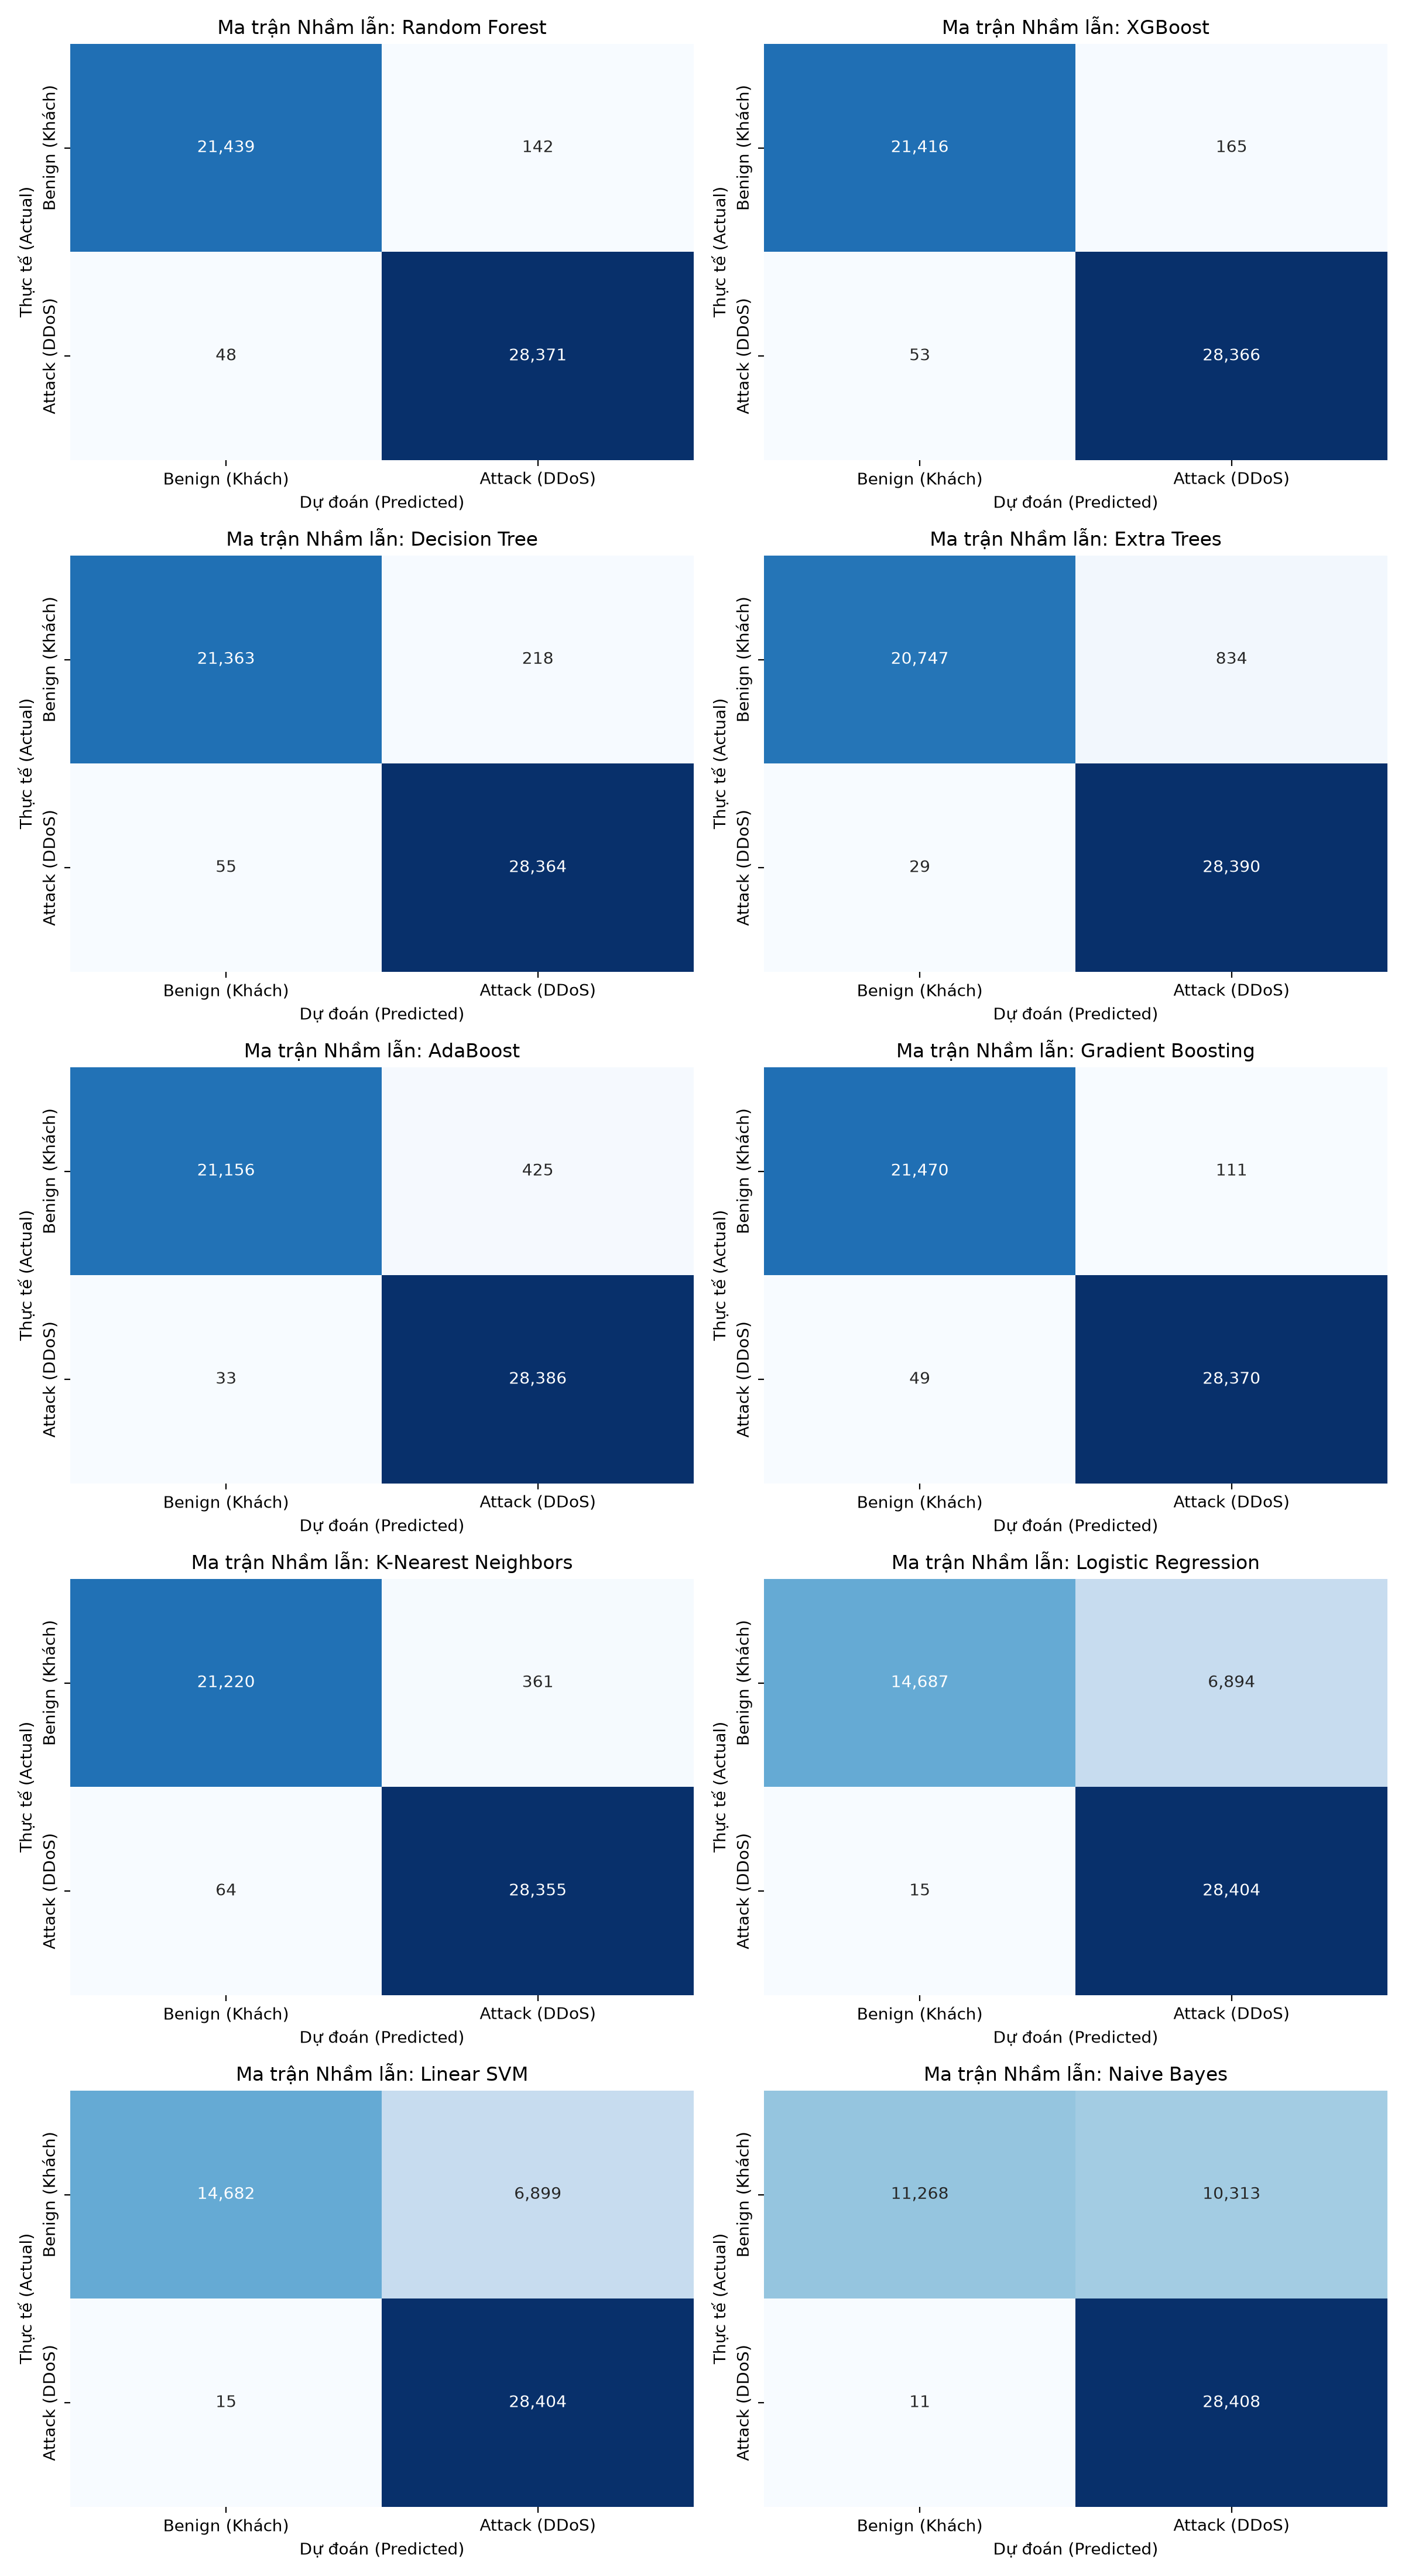 Ma trận Nhầm lẫn: Random Forest
Thực tế (Actual)
Benign (Khách)
Attack (DDoS)
21,439
142
48
28,371
Benign (Khách)
Attack (DDoS)
Dự đoán (Predicted)
Ma trận Nhầm lẫn: XGBoost
Thực tế (Actual)
Benign (Khách)
Attack (DDoS)
21,416
165
53
28,366
Benign (Khách)
Attack (DDoS)
Dự đoán (Predicted)
Ma trận Nhầm lẫn: Decision Tree
Thực tế (Actual)
Benign (Khách)
Attack (DDoS)
21,363
218
55
28,364
Benign (Khách)
Attack (DDoS)
Dự đoán (Predicted)
Ma trận Nhầm lẫn: Extra Trees
Thực tế (Actual)
Benign (Khách)
Attack (DDoS)
20,747
834
29
28,390
Benign (Khách)
Attack (DDoS)
Dự đoán (Predicted)
Ma trận Nhầm lẫn: AdaBoost
Thực tế (Actual)
Benign (Khách)
Attack (DDoS)
21,156
425
33
28,386
Benign (Khách)
Attack (DDoS)
Dự đoán (Predicted)
Ma trận Nhầm lẫn: Gradient Boosting
Thực tế (Actual)
Benign (Khách)
Attack (DDoS)
21,470
111
49
28,370
Benign (Khách)
Attack (DDoS)
Dự đoán (Predicted)
Ma trận Nhầm lẫn: K-Nearest Neighbors
Thực tế (Actual)
Benign (Khách)
Attack (DDoS)
21,220
361
64
28,355
Benign (Khách)
Attack (DDoS)
Dự đoán (Predicted)
Ma trận Nhầm lẫn: Logistic Regression
Thực tế (Actual)
Benign (Khách)
Attack (DDoS)
14,687
6,894
15
28,404
Benign (Khách)
Attack (DDoS)
Dự đoán (Predicted)
Ma trận Nhầm lẫn: Linear SVM
Thực tế (Actual)
Benign (Khách)
Attack (DDoS)
14,682
6,899
15
28,404
Benign (Khách)
Attack (DDoS)
Dự đoán (Predicted)
Ma trận Nhầm lẫn: Naive Bayes
Thực tế (Actual)
Benign (Khách)
Attack (DDoS)
11,268
10,313
11
28,408
Benign (Khách)
Attack (DDoS)
Dự đoán (Predicted)